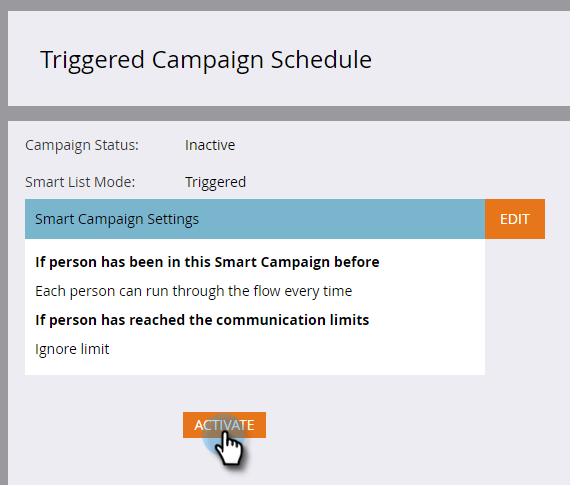 Triggered Campaign Schedule
Campaign Status: Inactive
Smart List Mode: Triggered
Smart Campaign Settings EDIT
If person has been in this Smart Campaign before
Each person can run through the flow every time
If person has reached the communication limits
Ignore limit
ACTIVATE